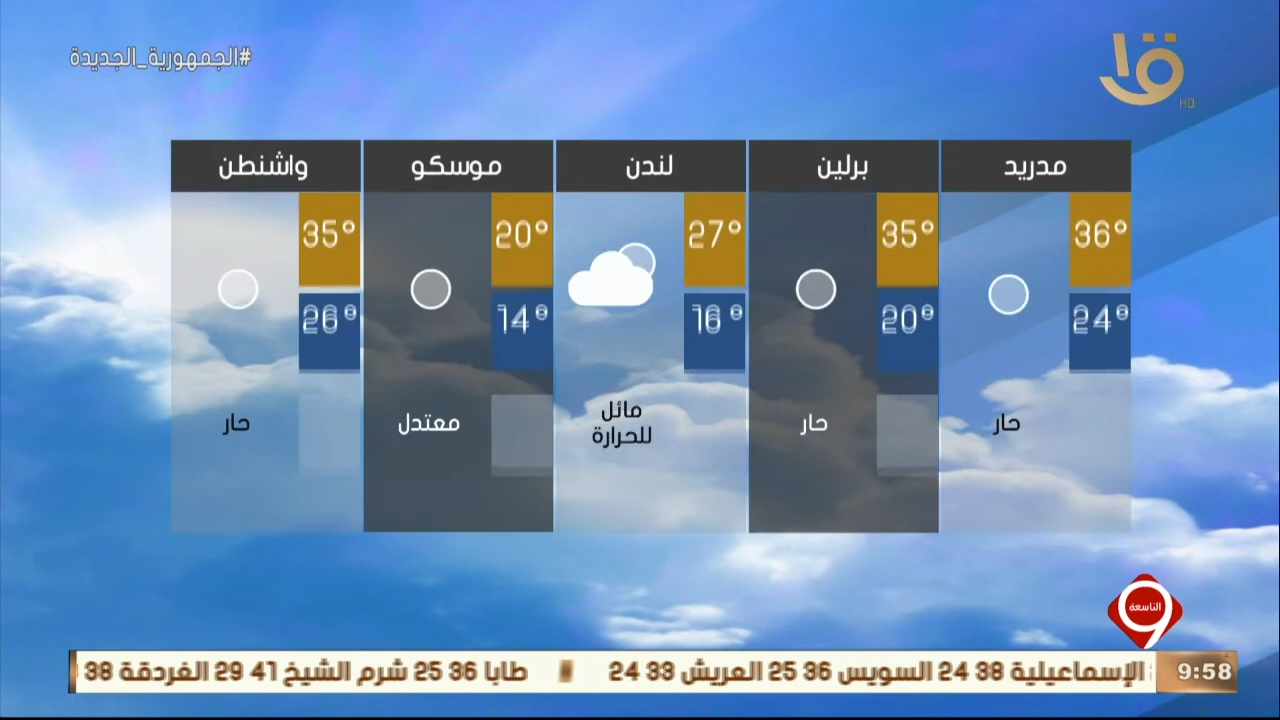 #الجمهورية_الجديدة
HD
مدريد
36°
24°
حار
برلين
35°
20°
حار
لندن
27°
16°
مائل
للحرارة
موسكو
20°
14°
معتدل
واشنطن
35°
26°
حار
التاسعة
9
9:58
الإسماعيلية 38 24 السويس 36 25 العريش 33 24
طابا 36 25 شرم الشيخ 41 29 الغردقة 38